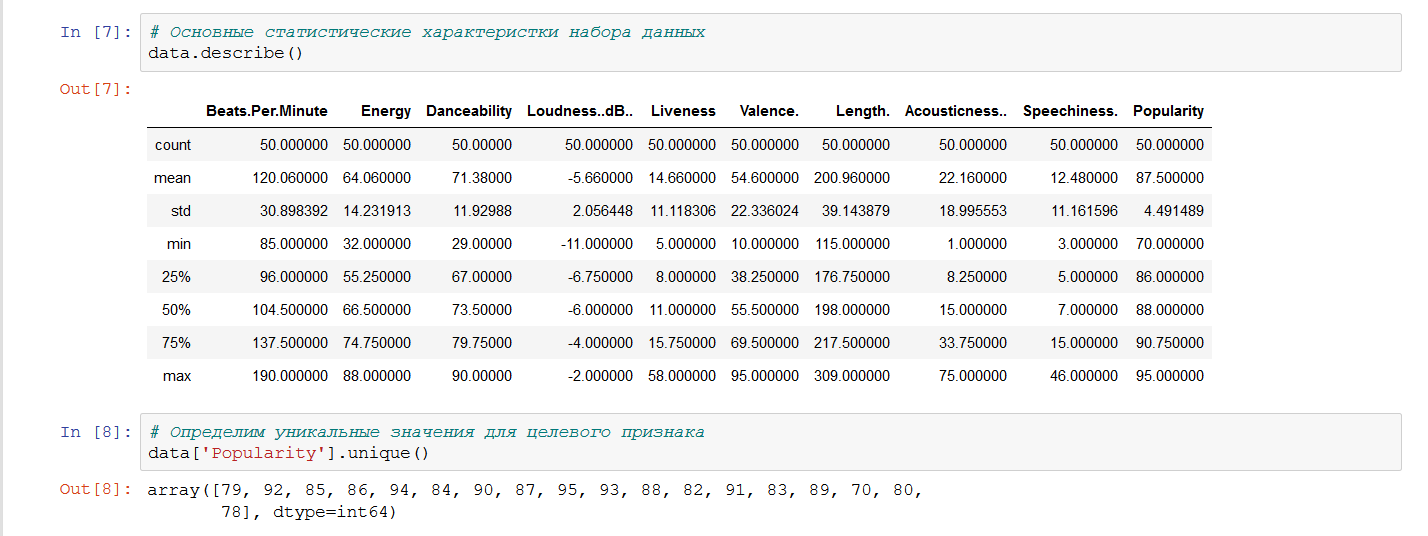 In [7]: # Основные статистические характеристки набора данных
data.describe()
Out[7]:
Beats.Per.Minute Energy Danceability Loudness..dB.. Liveness Valence. Length. Acousticness.. Speechiness. Popularity
count 50.000000 50.000000 50.00000 50.000000 50.000000 50.000000 50.000000 50.000000 50.000000 50.000000
mean 120.060000 64.060000 71.38000 -5.660000 14.660000 54.600000 200.960000 22.160000 12.480000 87.500000
std 30.898392 14.231913 11.92988 2.056448 11.118306 22.336024 39.143879 18.995553 11.161596 4.491489
min 85.000000 32.000000 29.00000 -11.000000 5.000000 10.000000 115.000000 1.000000 3.000000 70.000000
25% 96.000000 55.250000 67.00000 -6.750000 8.000000 38.250000 176.750000 8.250000 5.000000 86.000000
50% 104.500000 66.500000 73.50000 -6.000000 11.000000 55.500000 198.000000 15.000000 7.000000 88.000000
75% 137.500000 74.750000 79.75000 -4.000000 15.750000 69.500000 217.500000 33.750000 15.000000 90.750000
max 190.000000 88.000000 90.00000 -2.000000 58.000000 95.000000 309.000000 75.000000 46.000000 95.000000
In [8]: # Определим уникальные значения для целевого признака
data['Popularity'].unique()
Out[8]: array([79, 92, 85, 86, 94, 84, 90, 87, 95, 93, 88, 82, 91, 83, 89, 70, 80,
78], dtype=int64)